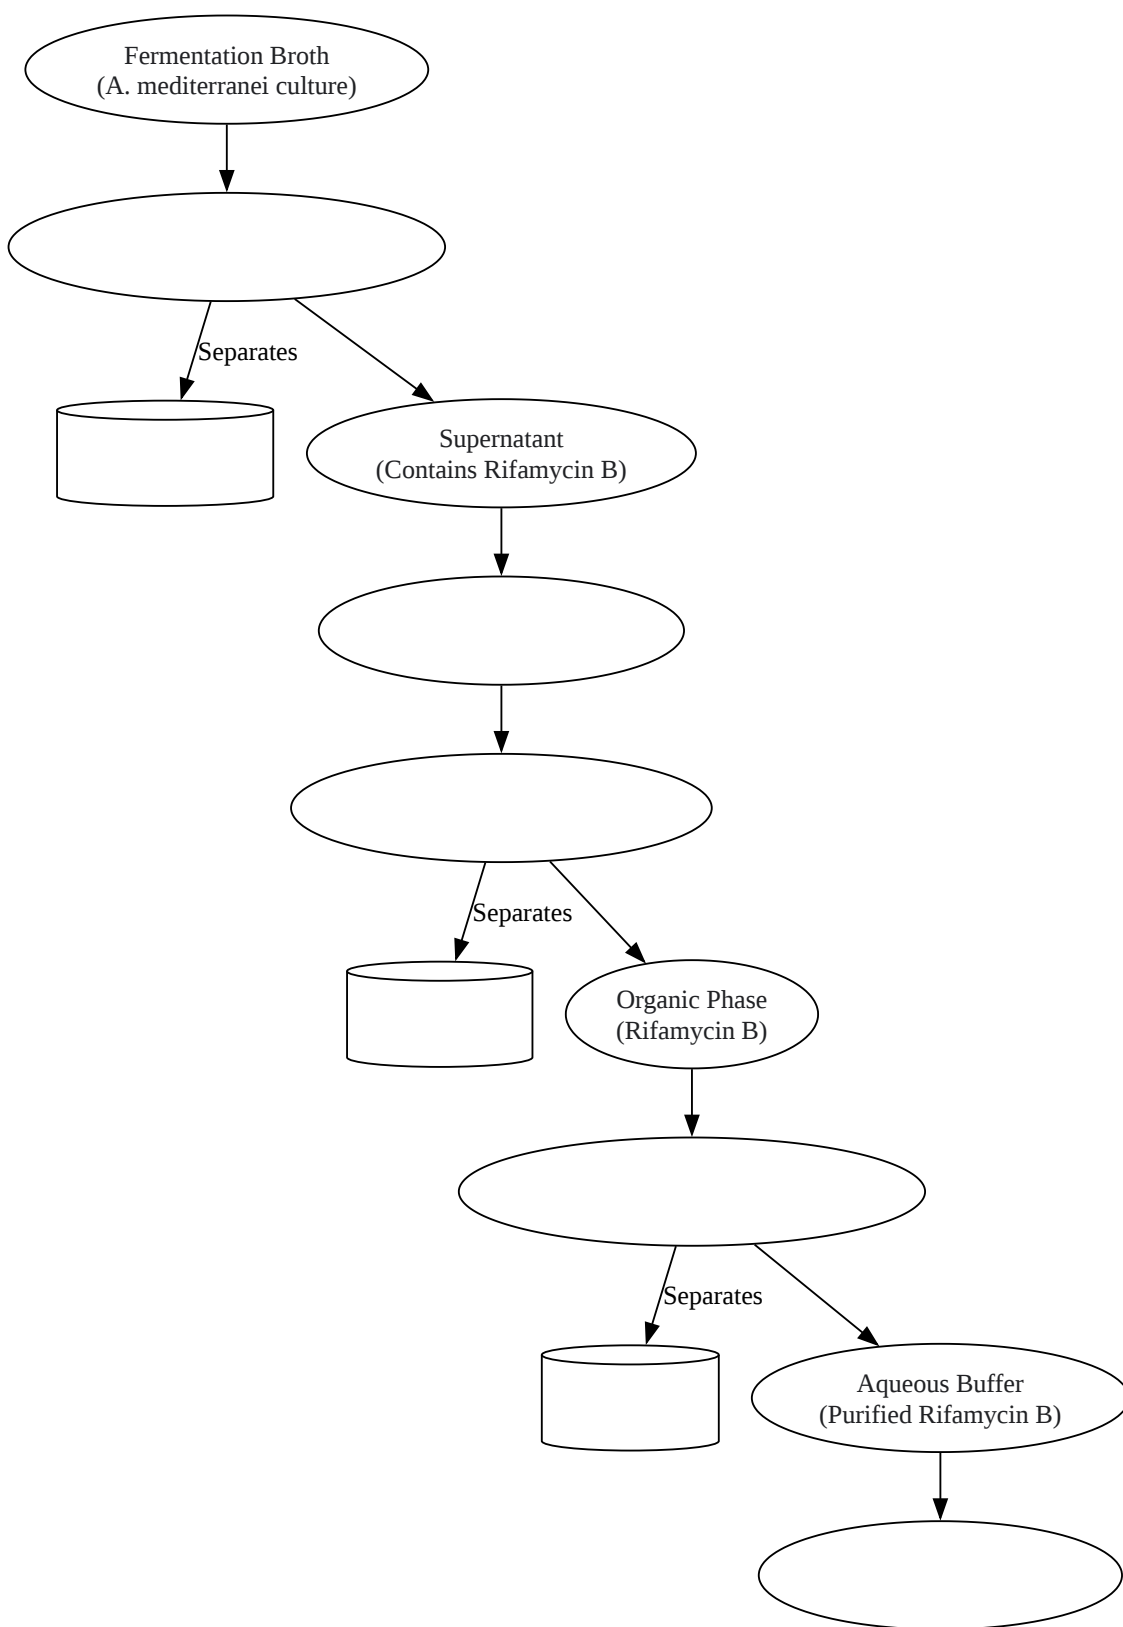 Fermentation Broth
(A. mediterranei culture)
Separates
Supernatant
(Contains Rifamycin B)
Separates
Organic Phase
(Rifamycin B)
Separates
Aqueous Buffer
(Purified Rifamycin B)